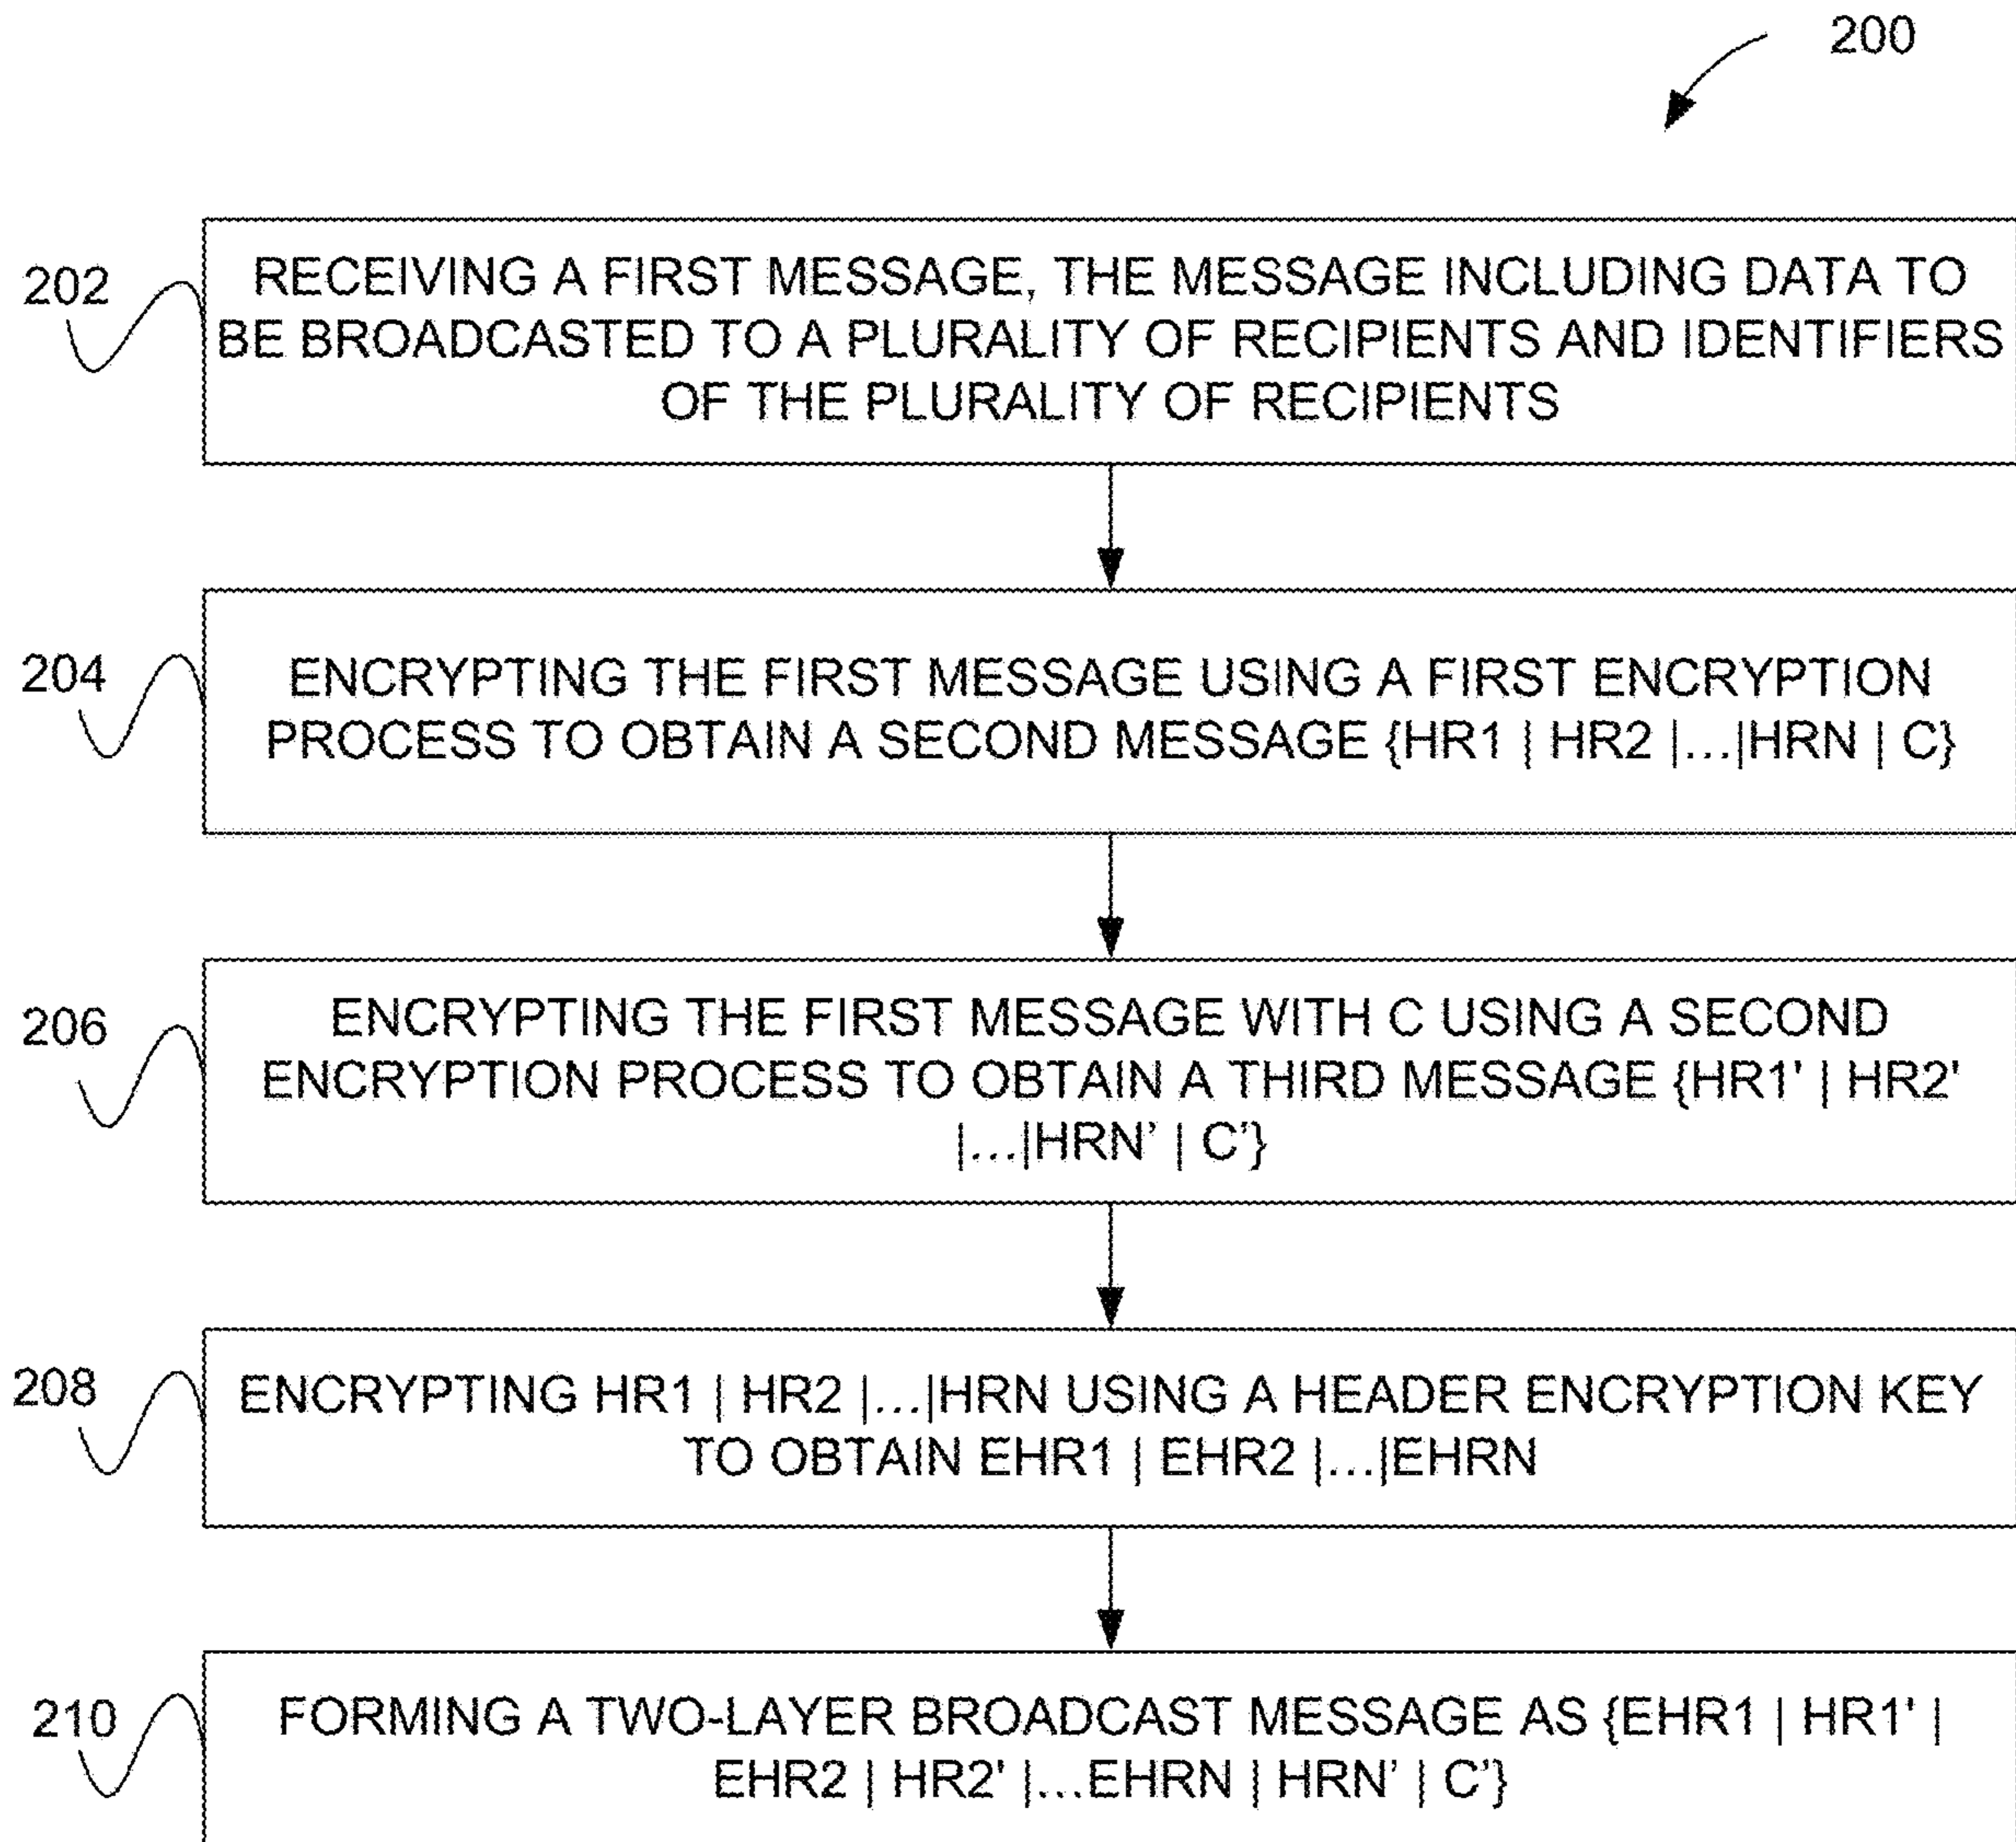 200
202
RECEIVING A FIRST MESSAGE, THE MESSAGE INCLUDING DATA TO
BE BROADCASTED TO A PLURALITY OF RECIPIENTS AND IDENTIFIERS
OF THE PLURALITY OF RECIPIENTS
204
ENCRYPTING THE FIRST MESSAGE USING A FIRST ENCRYPTION
PROCESS TO OBTAIN A SECOND MESSAGE {HR1 | HR2 |...|HRN | C}
206
ENCRYPTING THE FIRST MESSAGE WITH C USING A SECOND
ENCRYPTION PROCESS TO OBTAIN A THIRD MESSAGE {HR1' | HR2'
|...|HRN’ | C’}
208
ENCRYPTING HR1 | HR2 |...|HRN USING A HEADER ENCRYPTION KEY
TO OBTAIN EHR1 | EHR2 |...|EHRN
210
FORMING A TWO-LAYER BROADCAST MESSAGE AS {EHR1 | HR1' |
EHR2 | HR2' |...EHRN | HRN’ | C’}